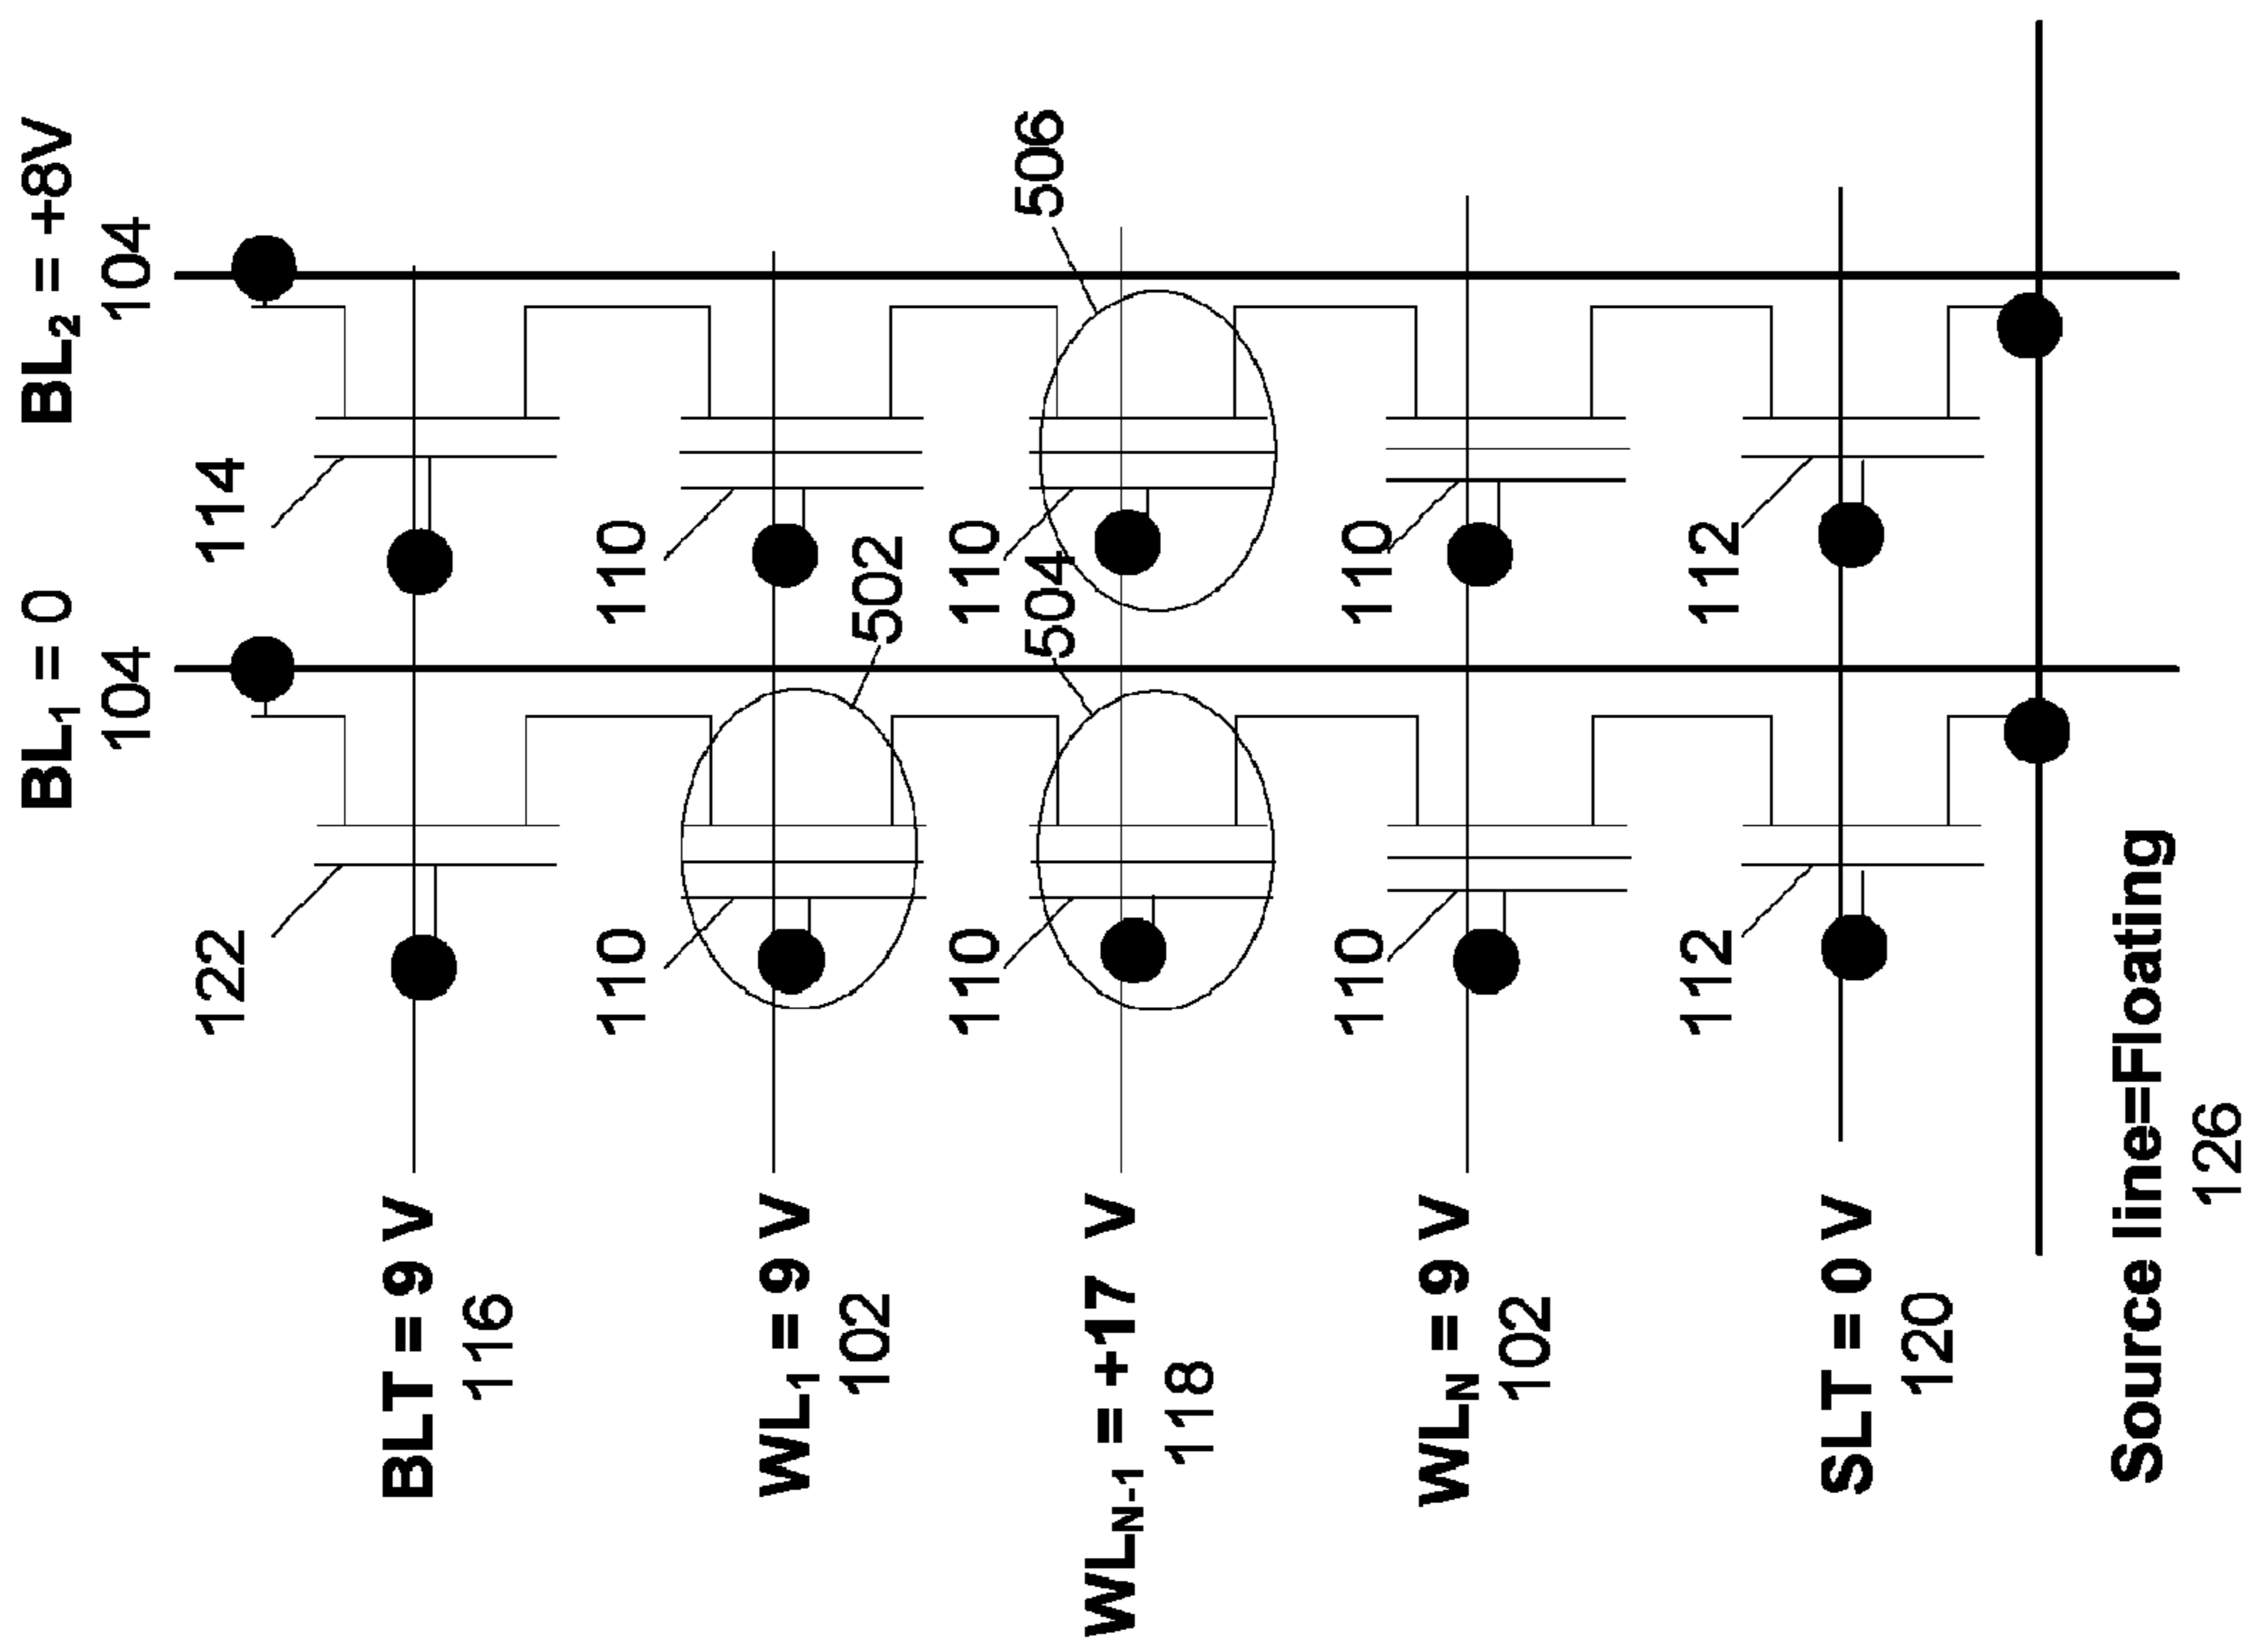 BL1 = 0
104
BL2 = +8V
104
122
114
BLT = 9 V
116
110
110
WL1 = 9 V
102
502
110
110
504
506
WLN-1 = +17 V
118
110
110
WLN = 9 V
102
112
112
SLT = 0 V
120
Source line=Floating
126